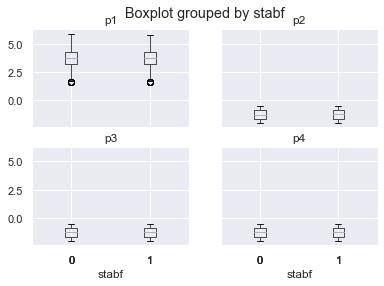 Boxplot grouped by stabf
p1
p2
5.0
2.5
0.0
p3
p4
5.0
2.5
0.0
0 1 0 1
stabf stabf